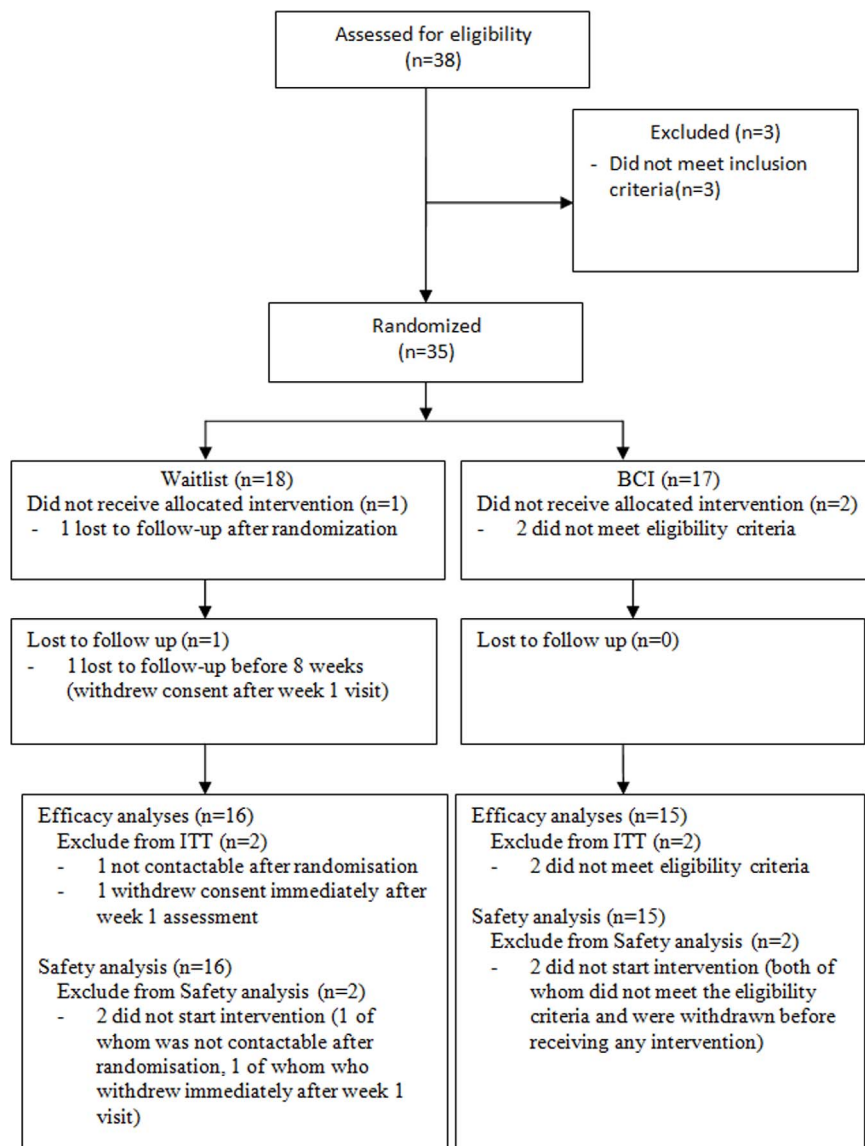 Assessed for eligibility
(n=38)
Excluded (n=3)
- Did not meet inclusion
criteria(n=3)
Randomized
(n=35)
Waitlist (n=18)
Did not receive allocated intervention (n=1)
- 1 lost to follow-up after randomization
BCI (n=17)
Did not receive allocated intervention (n=2)
- 2 did not meet eligibility criteria
Lost to follow up (n=1)
- 1 lost to follow-up before 8 weeks
(withdrew consent after week 1 visit)
Lost to follow up (n=0)
Efficacy analyses (n=16)
Exclude from ITT (n=2)
- 1 not contactable after randomisation
- 1 withdrew consent immediately after
week 1 assessment
Safety analysis (n=16)
Exclude from Safety analysis (n=2)
- 2 did not start intervention (1 of
whom was not contactable after
randomisation, 1 of whom who
withdrew immediately after week 1
visit)
Efficacy analyses (n=15)
Exclude from ITT (n=2)
- 2 did not meet eligibility criteria
Safety analysis (n=15)
Exclude from Safety analysis (n=2)
- 2 did not start intervention (both of
whom did not meet the eligibility
criteria and were withdrawn before
receiving any intervention)